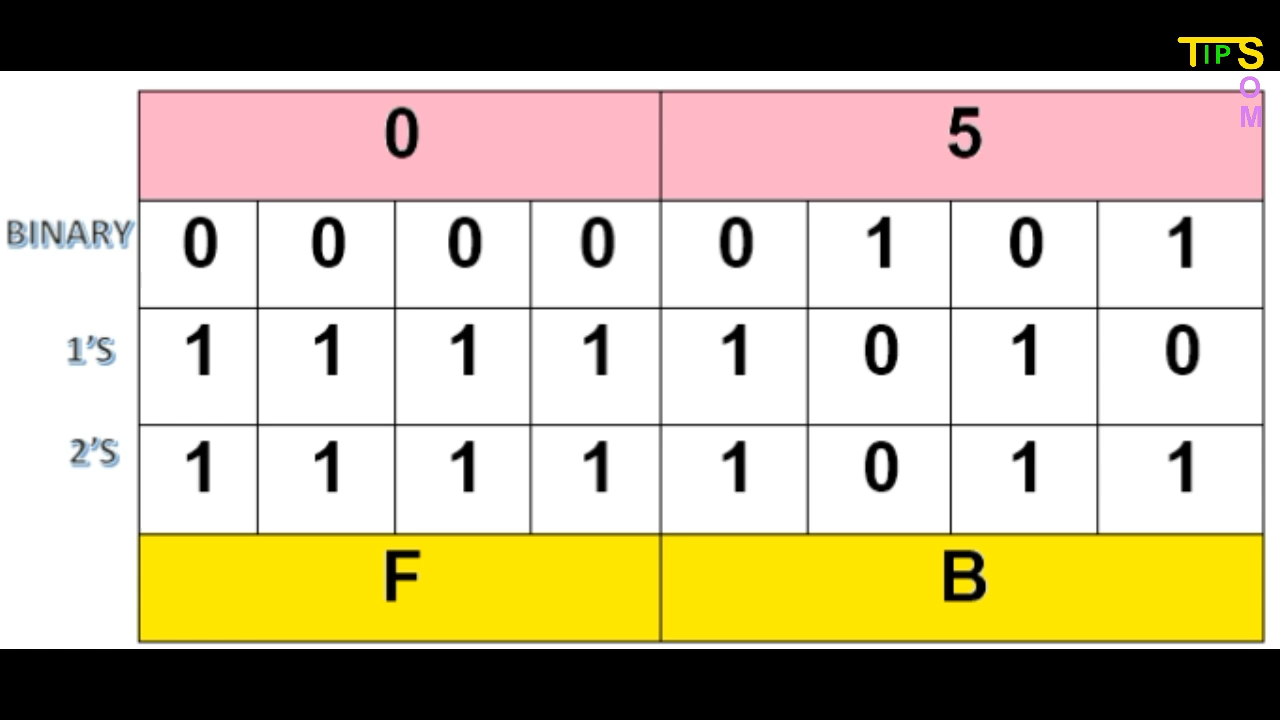 TIPS
O
M
0 5
BINARY 0 0 0 0 0 1 0 1
1'S 1 1 1 1 1 0 1 0
2'S 1 1 1 1 1 0 1 1
F B